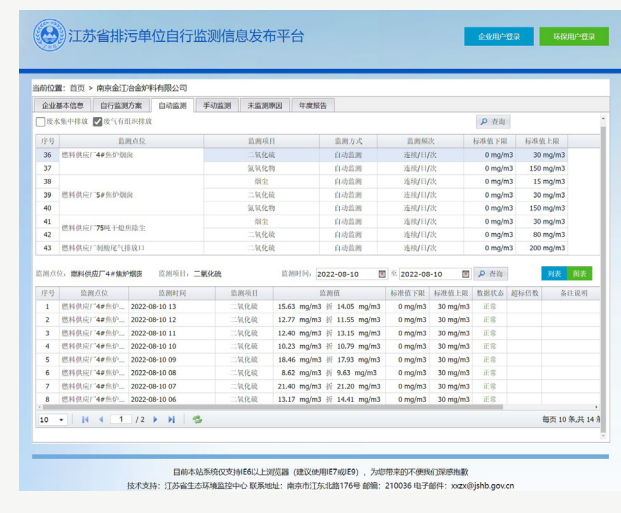 江苏省排污单位自行监测信息发布平台
企业用户登录 环保用户登录
当前位置：首页 > 南京金江冶金炉料有限公司
企业基本信息 自行监测方案 自动监测 手动监测 未监测原因 年度报告
废水集中排放 废气有组织排放 查询
序号 监测点位 监测项目 监测方式 监测频次 标准值下限 标准值上限
36 燃料供应厂4#焦炉烟囱 二氧化硫 自动监测 连续/日/次 0 mg/m3 30 mg/m3
37 氮氧化物 自动监测 连续/日/次 0 mg/m3 150 mg/m3
38 烟尘 自动监测 连续/日/次 0 mg/m3 15 mg/m3
39 燃料供应厂5#焦炉烟囱 二氧化硫 自动监测 连续/日/次 0 mg/m3 30 mg/m3
40 氮氧化物 自动监测 连续/日/次 0 mg/m3 150 mg/m3
41 烟尘 自动监测 连续/日/次 0 mg/m3 30 mg/m3
燃料供应厂75吨干熄焦除尘
42 二氧化硫 自动监测 连续/日/次 0 mg/m3 80 mg/m3
43 燃料供应厂制酸尾气排放口 二氧化硫 自动监测 连续/日/次 0 mg/m3 200 mg/m3
监测点位：燃料供应厂4#焦炉烟囱 监测项目：二氧化硫 监测时间：2022-08-10 至 2022-08-10 查询 列表 图表
序号 监测点位 监测时间 监测项目 监测值 标准值下限 标准值上限 数据状态 超标倍数 备注说明
1 燃料供应厂4#焦炉... 2022-08-10 13 二氧化硫 15.63 mg/m3 折 14.05 mg/m3 0 mg/m3 30 mg/m3 正常
2 燃料供应厂4#焦炉... 2022-08-10 12 二氧化硫 12.77 mg/m3 折 11.55 mg/m3 0 mg/m3 30 mg/m3 正常
3 燃料供应厂4#焦炉... 2022-08-10 11 二氧化硫 12.40 mg/m3 折 13.15 mg/m3 0 mg/m3 30 mg/m3 正常
4 燃料供应厂4#焦炉... 2022-08-10 10 二氧化硫 10.23 mg/m3 折 10.79 mg/m3 0 mg/m3 30 mg/m3 正常
5 燃料供应厂4#焦炉... 2022-08-10 09 二氧化硫 18.46 mg/m3 折 17.93 mg/m3 0 mg/m3 30 mg/m3 正常
6 燃料供应厂4#焦炉... 2022-08-10 08 二氧化硫 8.62 mg/m3 折 9.63 mg/m3 0 mg/m3 30 mg/m3 正常
7 燃料供应厂4#焦炉... 2022-08-10 07 二氧化硫 21.40 mg/m3 折 21.20 mg/m3 0 mg/m3 30 mg/m3 正常
8 燃料供应厂4#焦炉... 2022-08-10 06 二氧化硫 13.17 mg/m3 折 14.41 mg/m3 0 mg/m3 30 mg/m3 正常
10 1 / 2 每页 10 条,共 14 条
目前本站系统仅支持IE6以上浏览器（建议使用IE7或IE9），为您带来的不便我们深感抱歉
技术支持：江苏省生态环境监控中心 联系地址：南京市江东北路176号 邮编：210036 电子邮件：xxzx@jshb.gov.cn